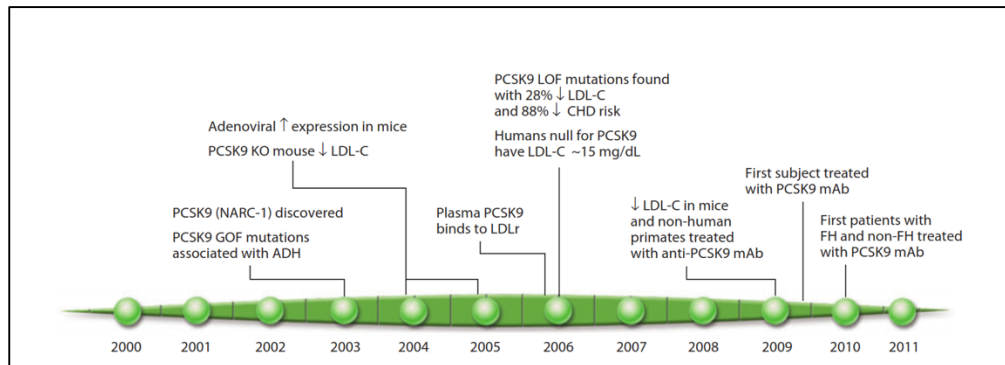 PCSK9 LOF mutations found
with 28% ↓ LDL-C
and 88% ↓ CHD risk
Humans null for PCSK9
have LDL-C ~15 mg/dL
Adenoviral ↑ expression in mice
PCSK9 KO mouse ↓ LDL-C
First subject treated
with PCSK9 mAb
PCSK9 (NARC-1) discovered
PCSK9 GOF mutations
associated with ADH
Plasma PCSK9
binds to LDLr
↓ LDL-C in mice
and non-human
primates treated
with anti-PCSK9 mAb
First patients with
FH and non-FH treated
with PCSK9 mAb
2000 2001 2002 2003 2004 2005 2006 2007 2008 2009 2010 2011